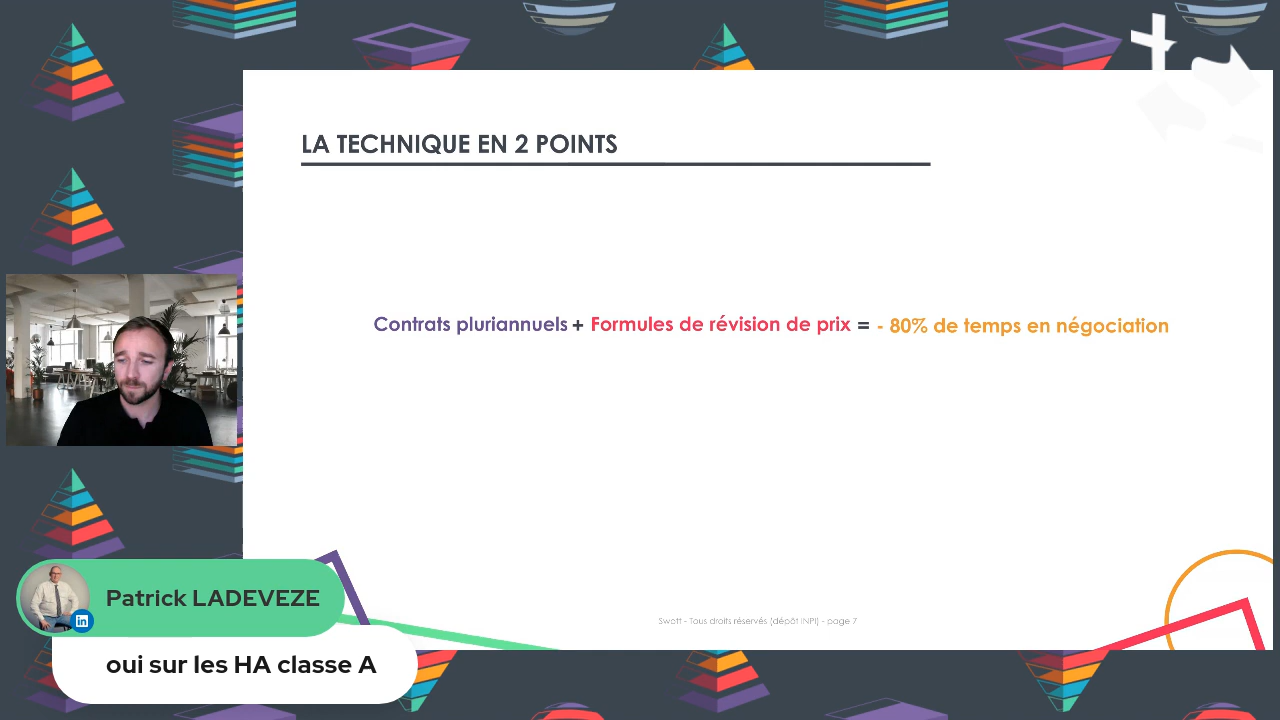 LA TECHNIQUE EN 2 POINTS
Contrats pluriannuels + Formules de révision de prix = - 80% de temps en négociation
Swott - Tous droits réservés (dépôt INPI) - page 7
Patrick LADEVEZE
in
oui sur les HA classe A